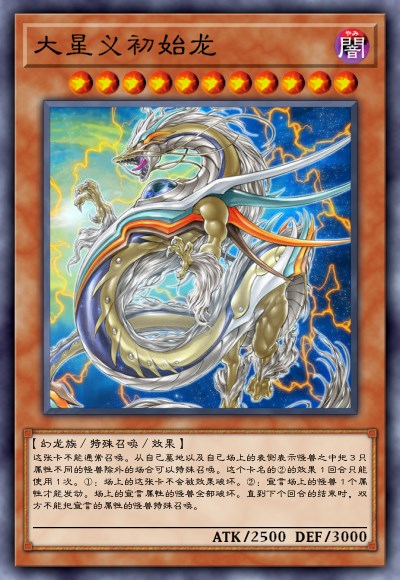 大星义初始龙
やみ
闇
【幻龙族／特殊召唤／效果】
这张卡不能通常召唤。从自己墓地以及自己场上的表侧表示怪兽之中把３只
属性不同的怪兽除外的场合可以特殊召唤。这个卡名的②的效果１回合只能
使用１次。①：场上的这张卡不会被效果破坏。②：宣言场上的怪兽１个属
性才能发动。场上的宣言属性的怪兽全部破坏。直到下个回合的结束时，双
方不能把宣言的属性的怪兽特殊召唤。
ATK/2500 DEF/3000